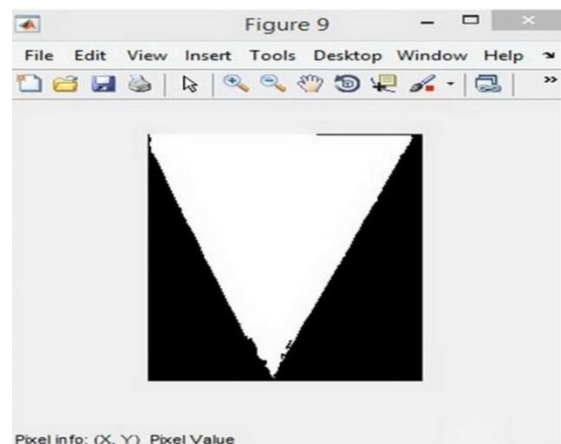 Figure 9
File Edit View Insert Tools Desktop Window Help
Pixel info: (X, Y) Pixel Value